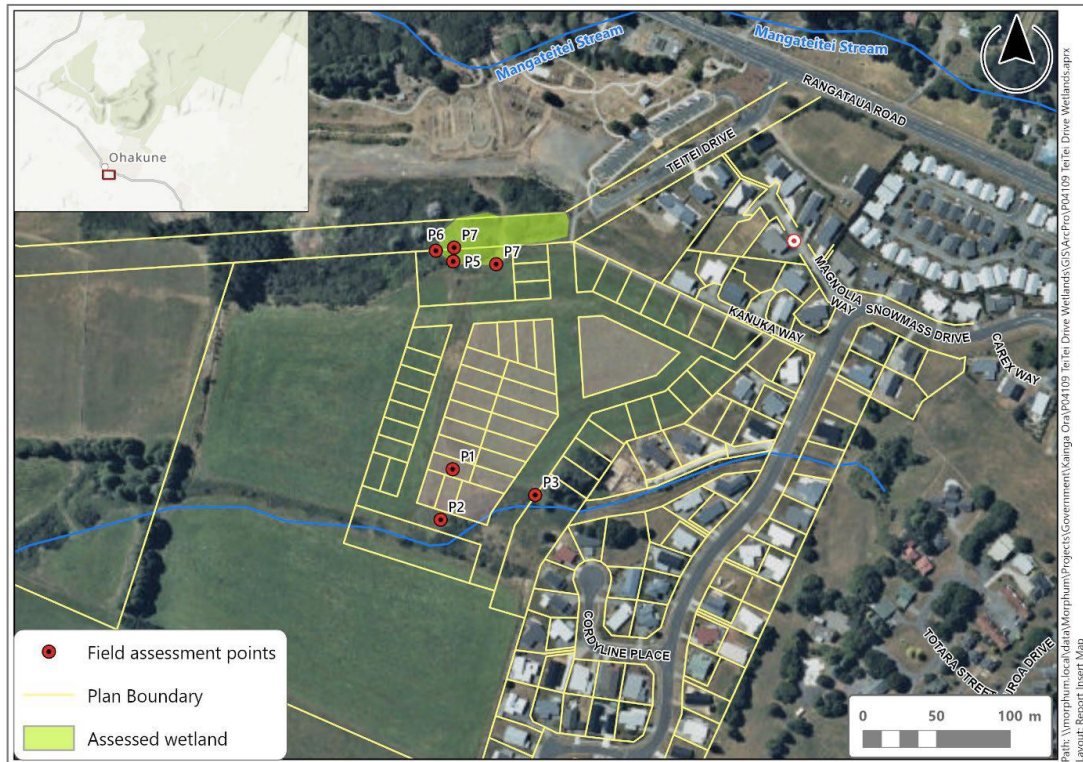 Ohakune
Mangateitei Stream
Mangateitei Stream
RANGATAUA ROAD
TEITEI DRIVE
P6
P7
P5
P7
MAGNOLIA
WAY
SNOWMASS DRIVE
KANUKA WAY
CAREX WAY
P1
P2
P3
CORDYLINE PLACE
TOTARA STREET
ROA DRIVE
Field assessment points
Plan Boundary
Assessed wetland
0 50 100 m
Path: \\morphum.local\data\Morphum\Projects\Government\Kainga Ora\P04109 TeiTei Drive Wetlands\GIS\ArcPro\P04109 TeiTei Drive Wetlands.aprx
Layout: Report Insert Map